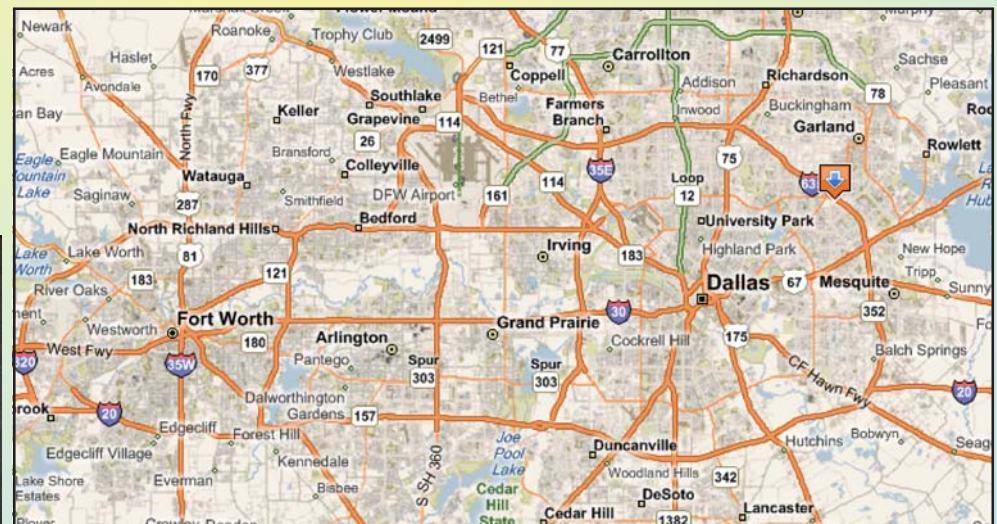 Newark
Roanoke
Trophy Club
2499
121
77
Carrollton
Haslet
170
377
Westlake
Coppell
Addison
Richardson
Sachse
Acres
Avondale
Southlake
Bethel
Farmers
Branch
Inwood
Buckingham
78
Pleasant
Keller
Grapevine
114
Garland
North Fwy
26
Bransford
Colleyville
35E
75
Rowlett
Eagle Mountain
Eagle
Lake
Watauga
DFW Airport
161
114
Loop
12
Saginaw
287
Smithfield
Bedford
University Park
North Richland Hills
Irving
183
Highland Park
New Hope
Lake
Worth
Lake Worth
81
121
Tripp
183
River Oaks
Dallas
67
Mesquite
Sunny
Westworth
Fort Worth
30
352
West Fwy
180
Arlington
Grand Prairie
Cockrell Hill
175
35W
Pantego
Spur
303
Spur
303
Balch Springs
CF Hawn Fwy
20
20
Dalworthington
Gardens
157
Edgecliff
Forest Hill
Joe
Pool
Lake
Duncanville
Hutchins
Bobwyn
Edgecliff Village
Kennedale
S SH 360
Woodland Hills
342
Lake Shore
Estates
Everman
Bisbee
Cedar
Hill
State
DeSoto
Cedar Hill
1382
Lancaster